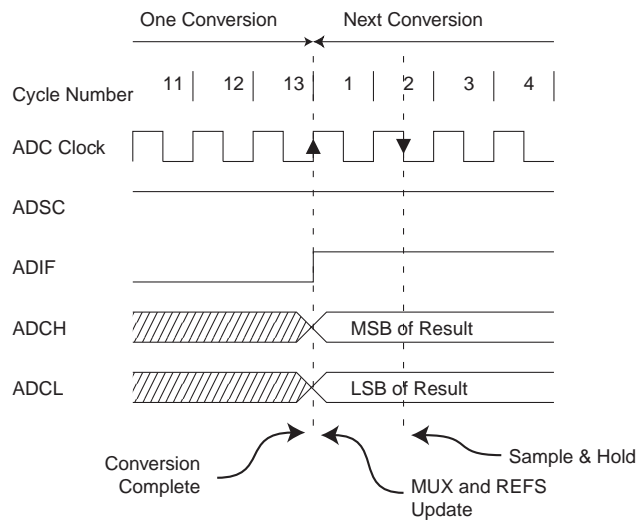 One Conversion
Next Conversion
Cycle Number
11
12
13
1
2
3
4
ADC Clock
ADSC
ADIF
ADCH
MSB of Result
ADCL
LSB of Result
Conversion
Complete
MUX and REFS
Update
Sample & Hold